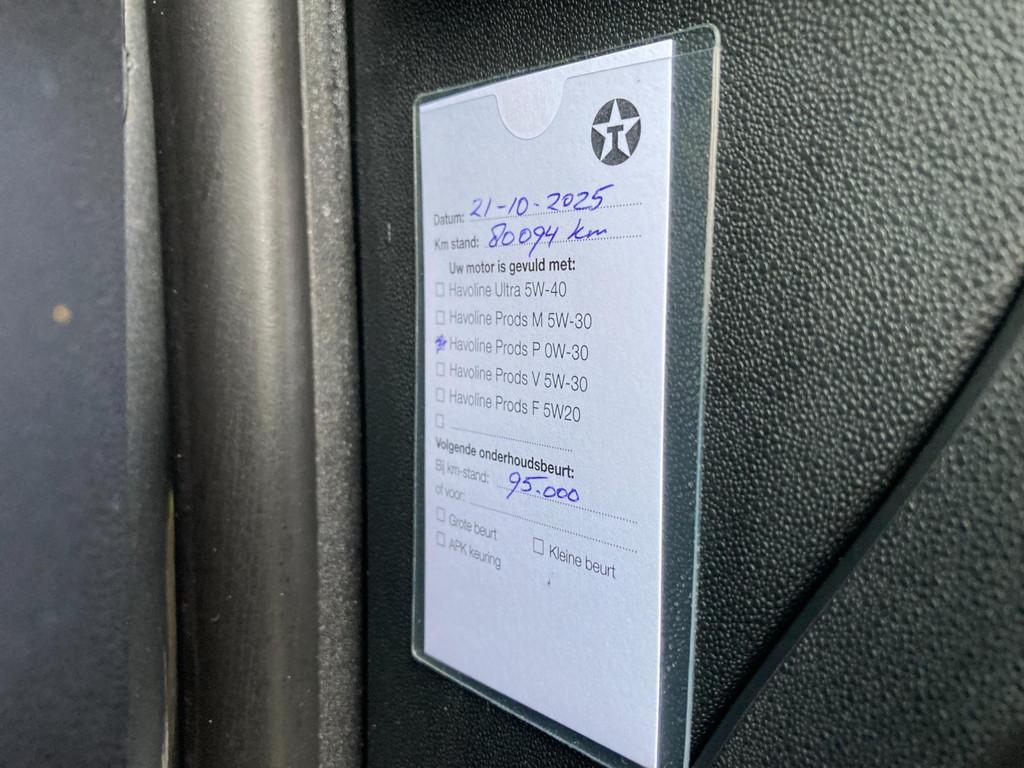 T
Datum: 21-10-2025
Km stand: 80094 km
Uw motor is gevuld met:
Havoline Ultra 5W-40
Havoline Prods M 5W-30
Havoline Prods P 0W-30
Havoline Prods V 5W-30
Havoline Prods F 5W20
Volgende onderhoudsbeurt:
Bij km-stand: 95.000
of voor:
Grote beurt Kleine beurt
APK keuring